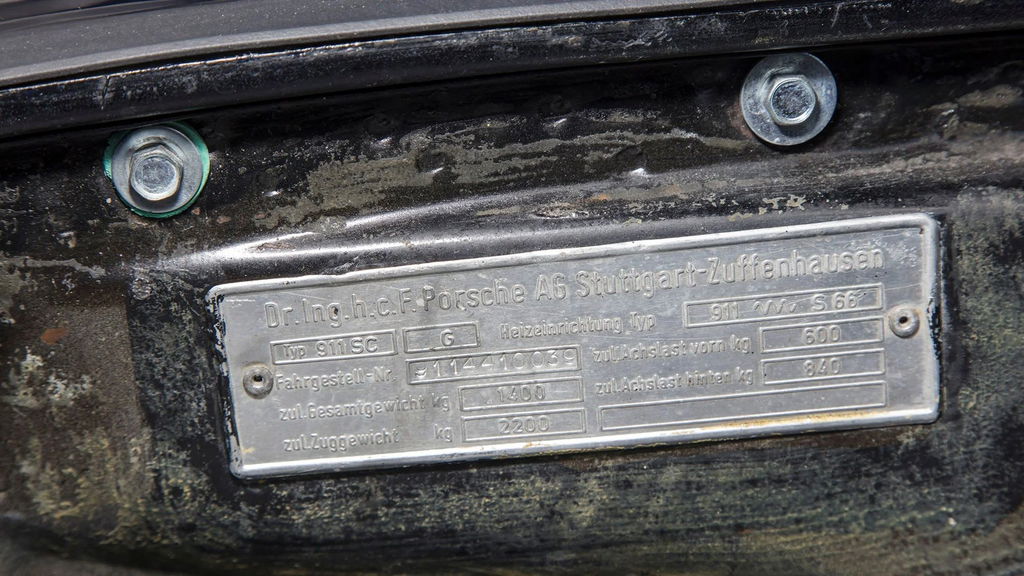 Dr. Ing. h.c. F. Porsche AG Stuttgart-Zuffenhausen
Typ 911 SC G Heizeinrichtung Typ 911 S 66
Fahrgestell-Nr. 9114410039 zul. Achslast vorn kg 600
zul. Gesamtgewicht kg 1400 zul. Achslast hinten kg 840
zul. Zuggewicht kg 2200